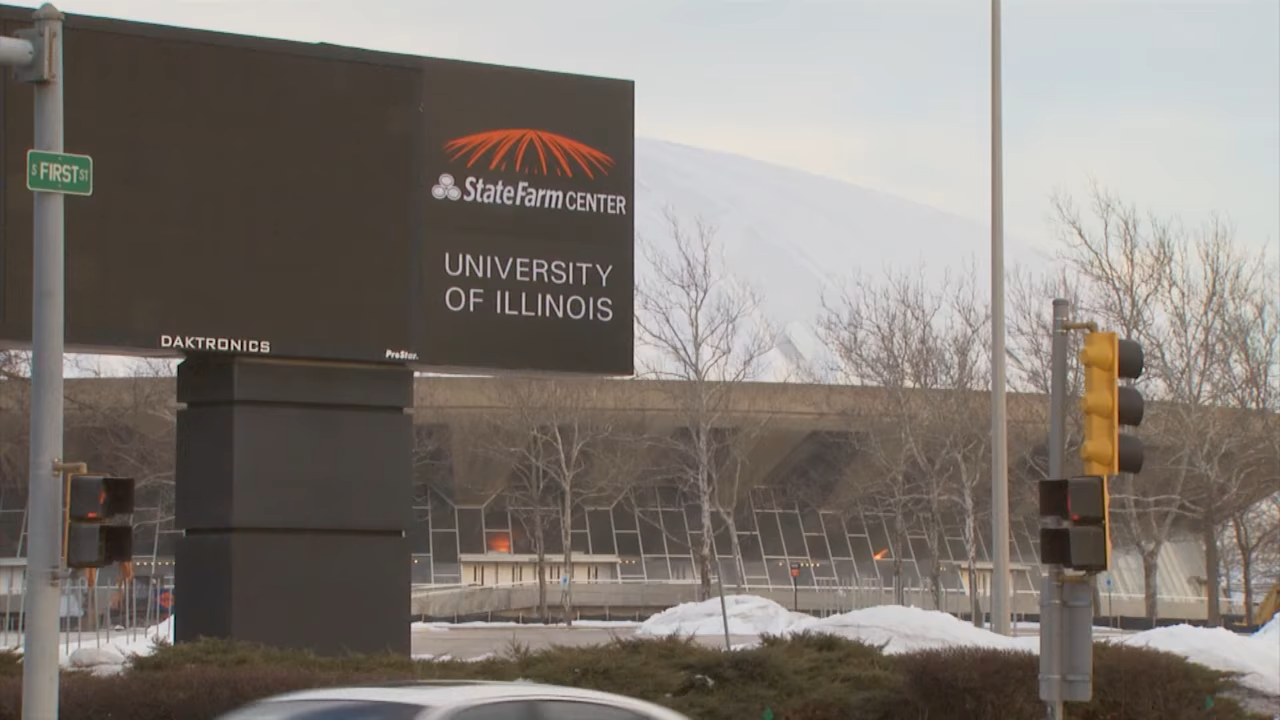 S FIRST ST
StateFarm CENTER
UNIVERSITY
OF ILLINOIS
DAKTRONICS
ProStar.